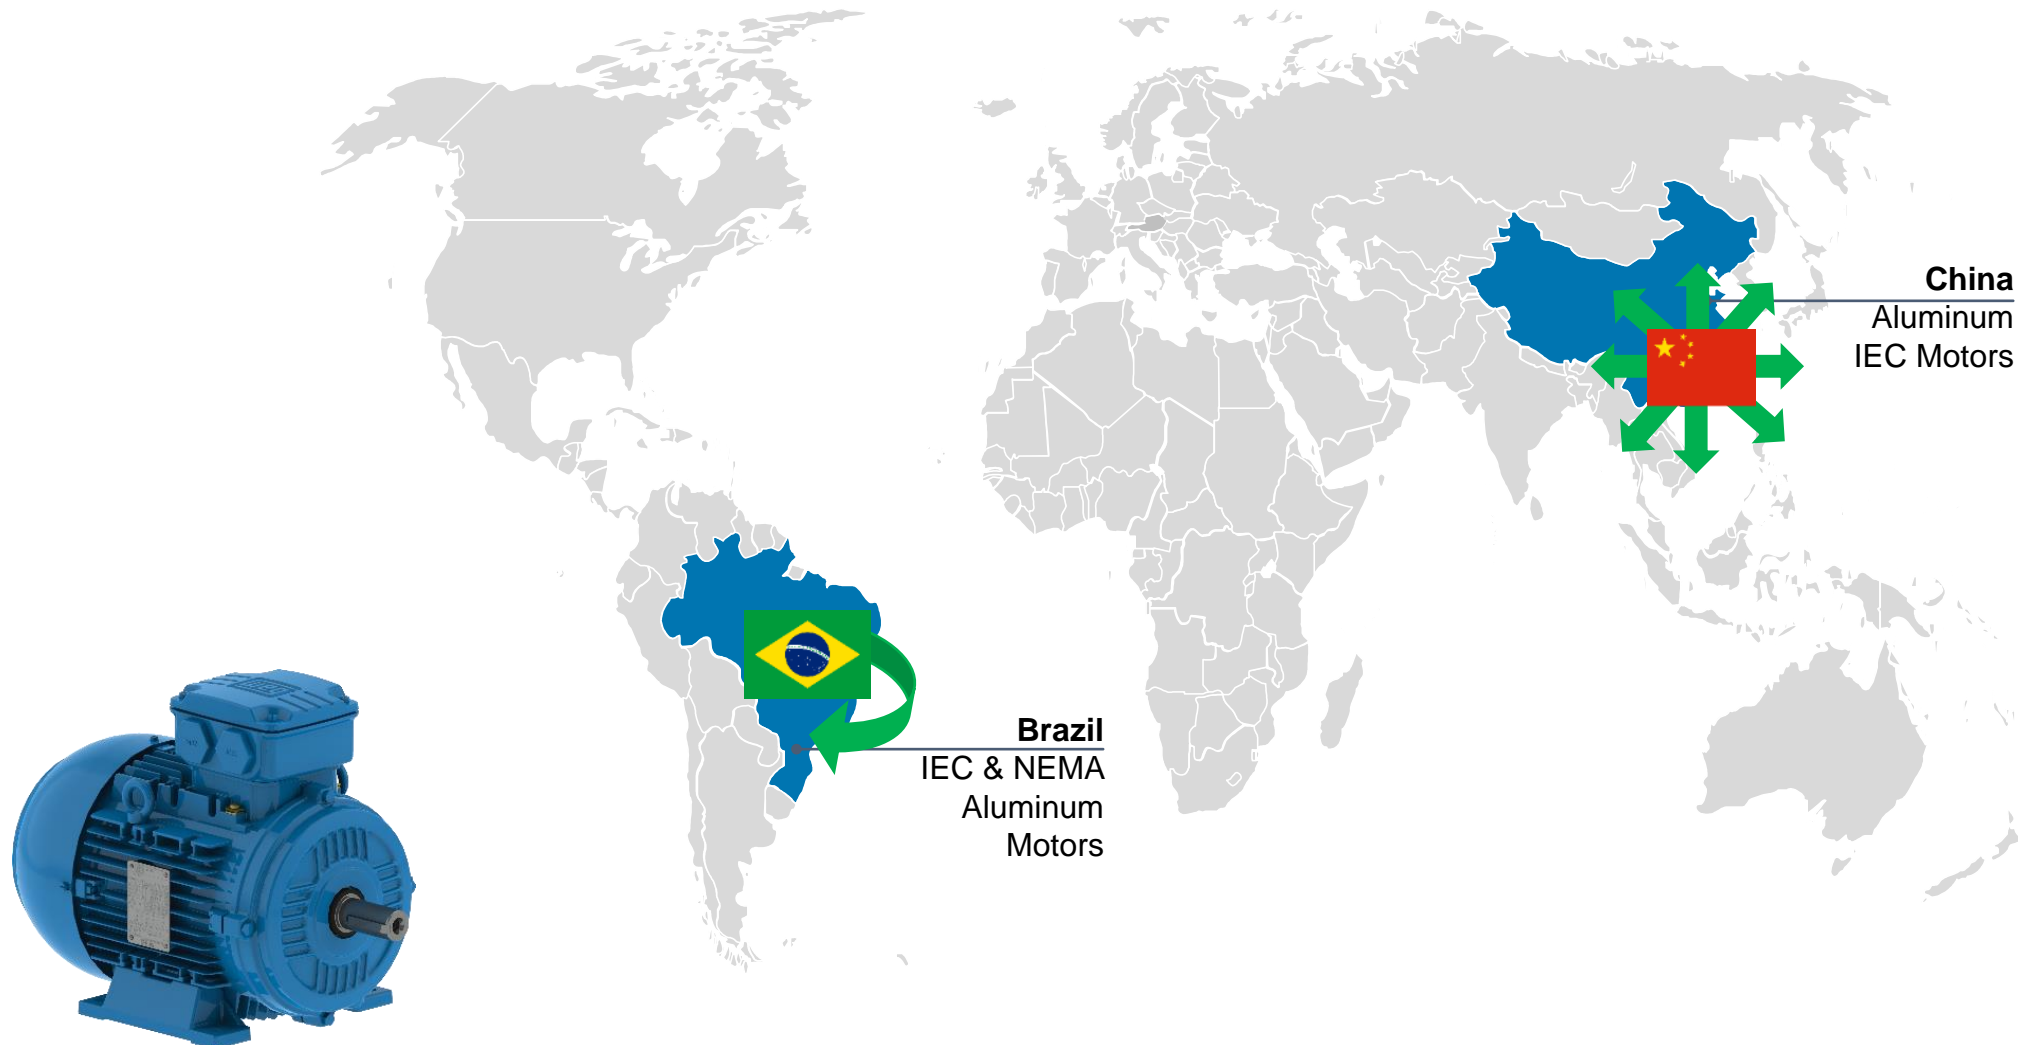 China
Aluminum
IEC Motors
Brazil
IEC & NEMA
Aluminum
Motors